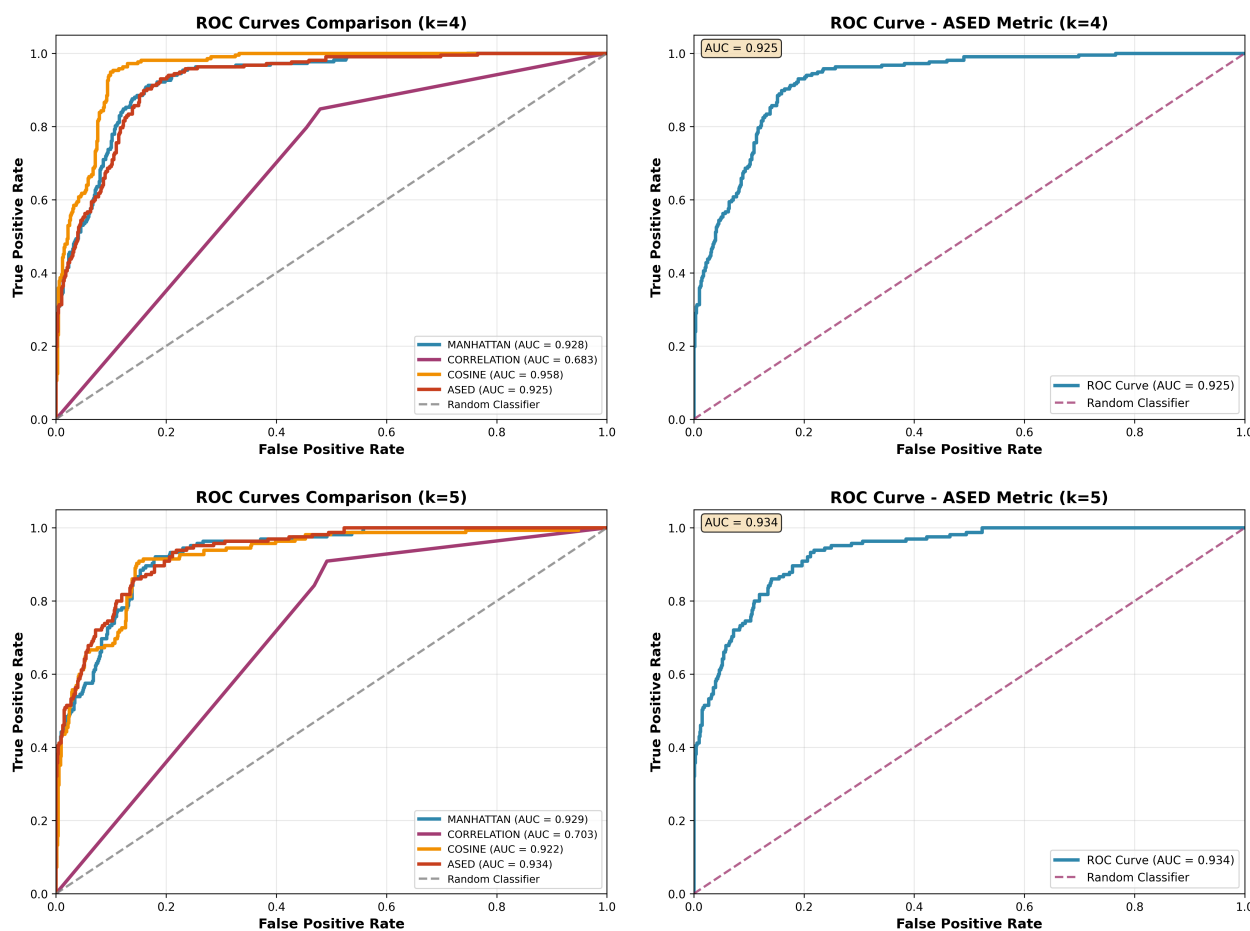 ROC Curves Comparison (k=4)
True Positive Rate
1.0
0.8
0.6
0.4
0.2
0.0
MANHATTAN (AUC = 0.928)
CORRELATION (AUC = 0.683)
COSINE (AUC = 0.958)
ASED (AUC = 0.925)
Random Classifier
0.0 0.2 0.4 0.6 0.8 1.0
False Positive Rate
ROC Curve - ASED Metric (k=4)
AUC = 0.925
True Positive Rate
1.0
0.8
0.6
0.4
0.2
0.0
ROC Curve (AUC = 0.925)
Random Classifier
0.0 0.2 0.4 0.6 0.8 1.0
False Positive Rate
ROC Curves Comparison (k=5)
True Positive Rate
1.0
0.8
0.6
0.4
0.2
0.0
MANHATTAN (AUC = 0.929)
CORRELATION (AUC = 0.703)
COSINE (AUC = 0.922)
ASED (AUC = 0.934)
Random Classifier
0.0 0.2 0.4 0.6 0.8 1.0
False Positive Rate
ROC Curve - ASED Metric (k=5)
AUC = 0.934
True Positive Rate
1.0
0.8
0.6
0.4
0.2
0.0
ROC Curve (AUC = 0.934)
Random Classifier
0.0 0.2 0.4 0.6 0.8 1.0
False Positive Rate